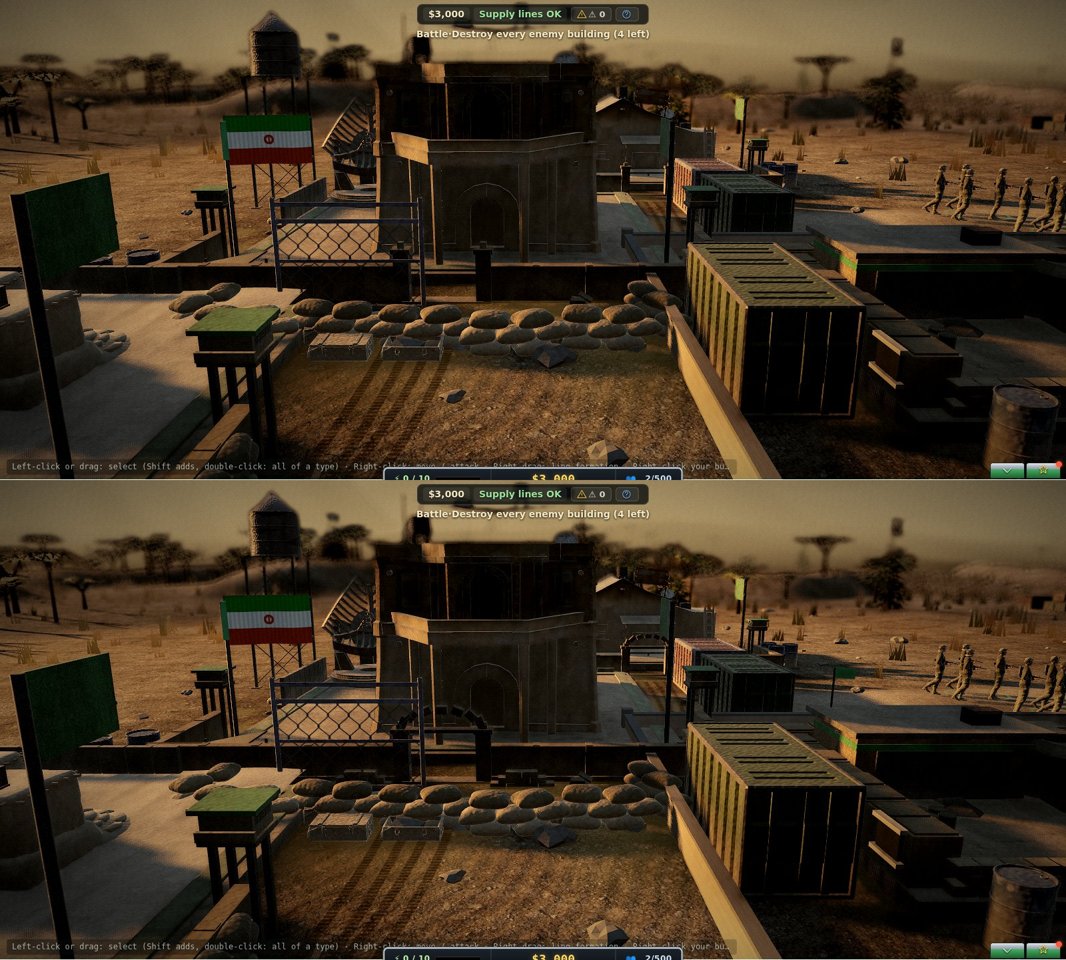 $3,000 Supply lines OK ⚠ ⚠ 0 ?
Battle·Destroy every enemy building (4 left)
Left-click or drag: select (Shift adds, double-click: all of a type) · Right-click: move / attack · Right-drag: line formation · Right-click your bu…
⚡ 0 / 10 $3,000 2/500
$3,000 Supply lines OK ⚠ ⚠ 0 ?
Battle·Destroy every enemy building (4 left)
Left-click or drag: select (Shift adds, double-click: all of a type) · Right-click: move / attack · Right-drag: line formation · Right-click your bu…
⚡ 0 / 10 $3,000 2/500